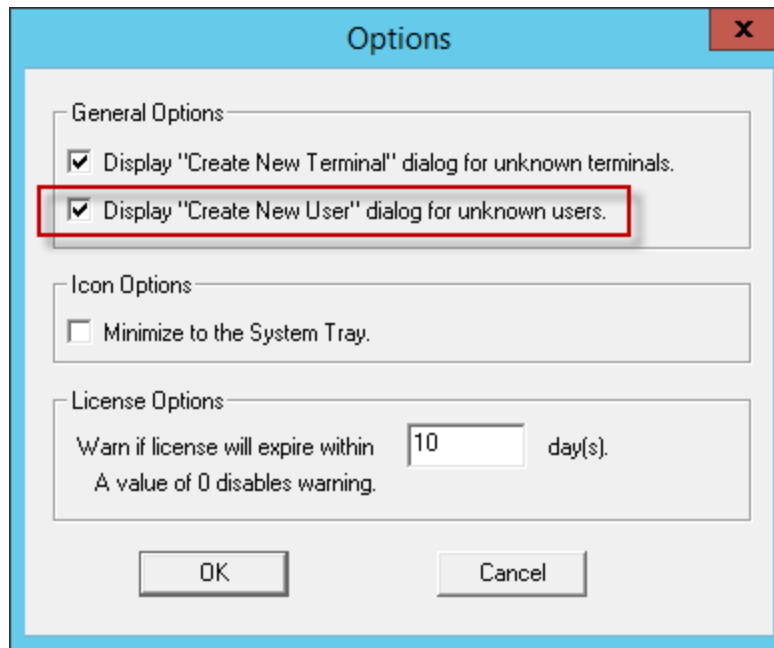 Options
x
General Options
Display "Create New Terminal" dialog for unknown terminals.
Display "Create New User" dialog for unknown users.
Icon Options
Minimize to the System Tray.
License Options
Warn if license will expire within 10 day(s).
A value of 0 disables warning.
OK Cancel